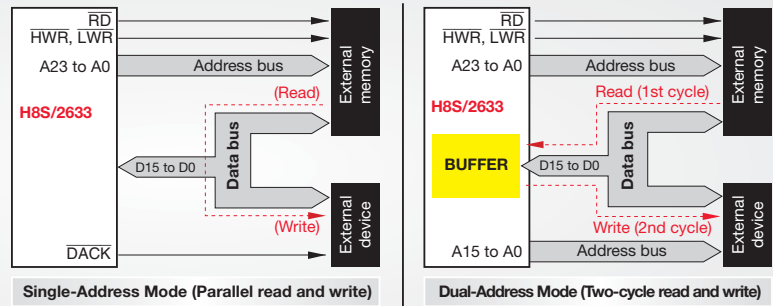 RD
HWR, LWR
A23 to A0
Address bus
External memory
(Read)
H8S/2633
D15 to D0
Data bus
(Write)
External device
DACK
Single-Address Mode (Parallel read and write)
RD
HWR, LWR
A23 to A0
Address bus
External memory
Read (1st cycle)
H8S/2633
BUFFER
D15 to D0
Data bus
External device
Write (2nd cycle)
A15 to A0
Address bus
Dual-Address Mode (Two-cycle read and write)